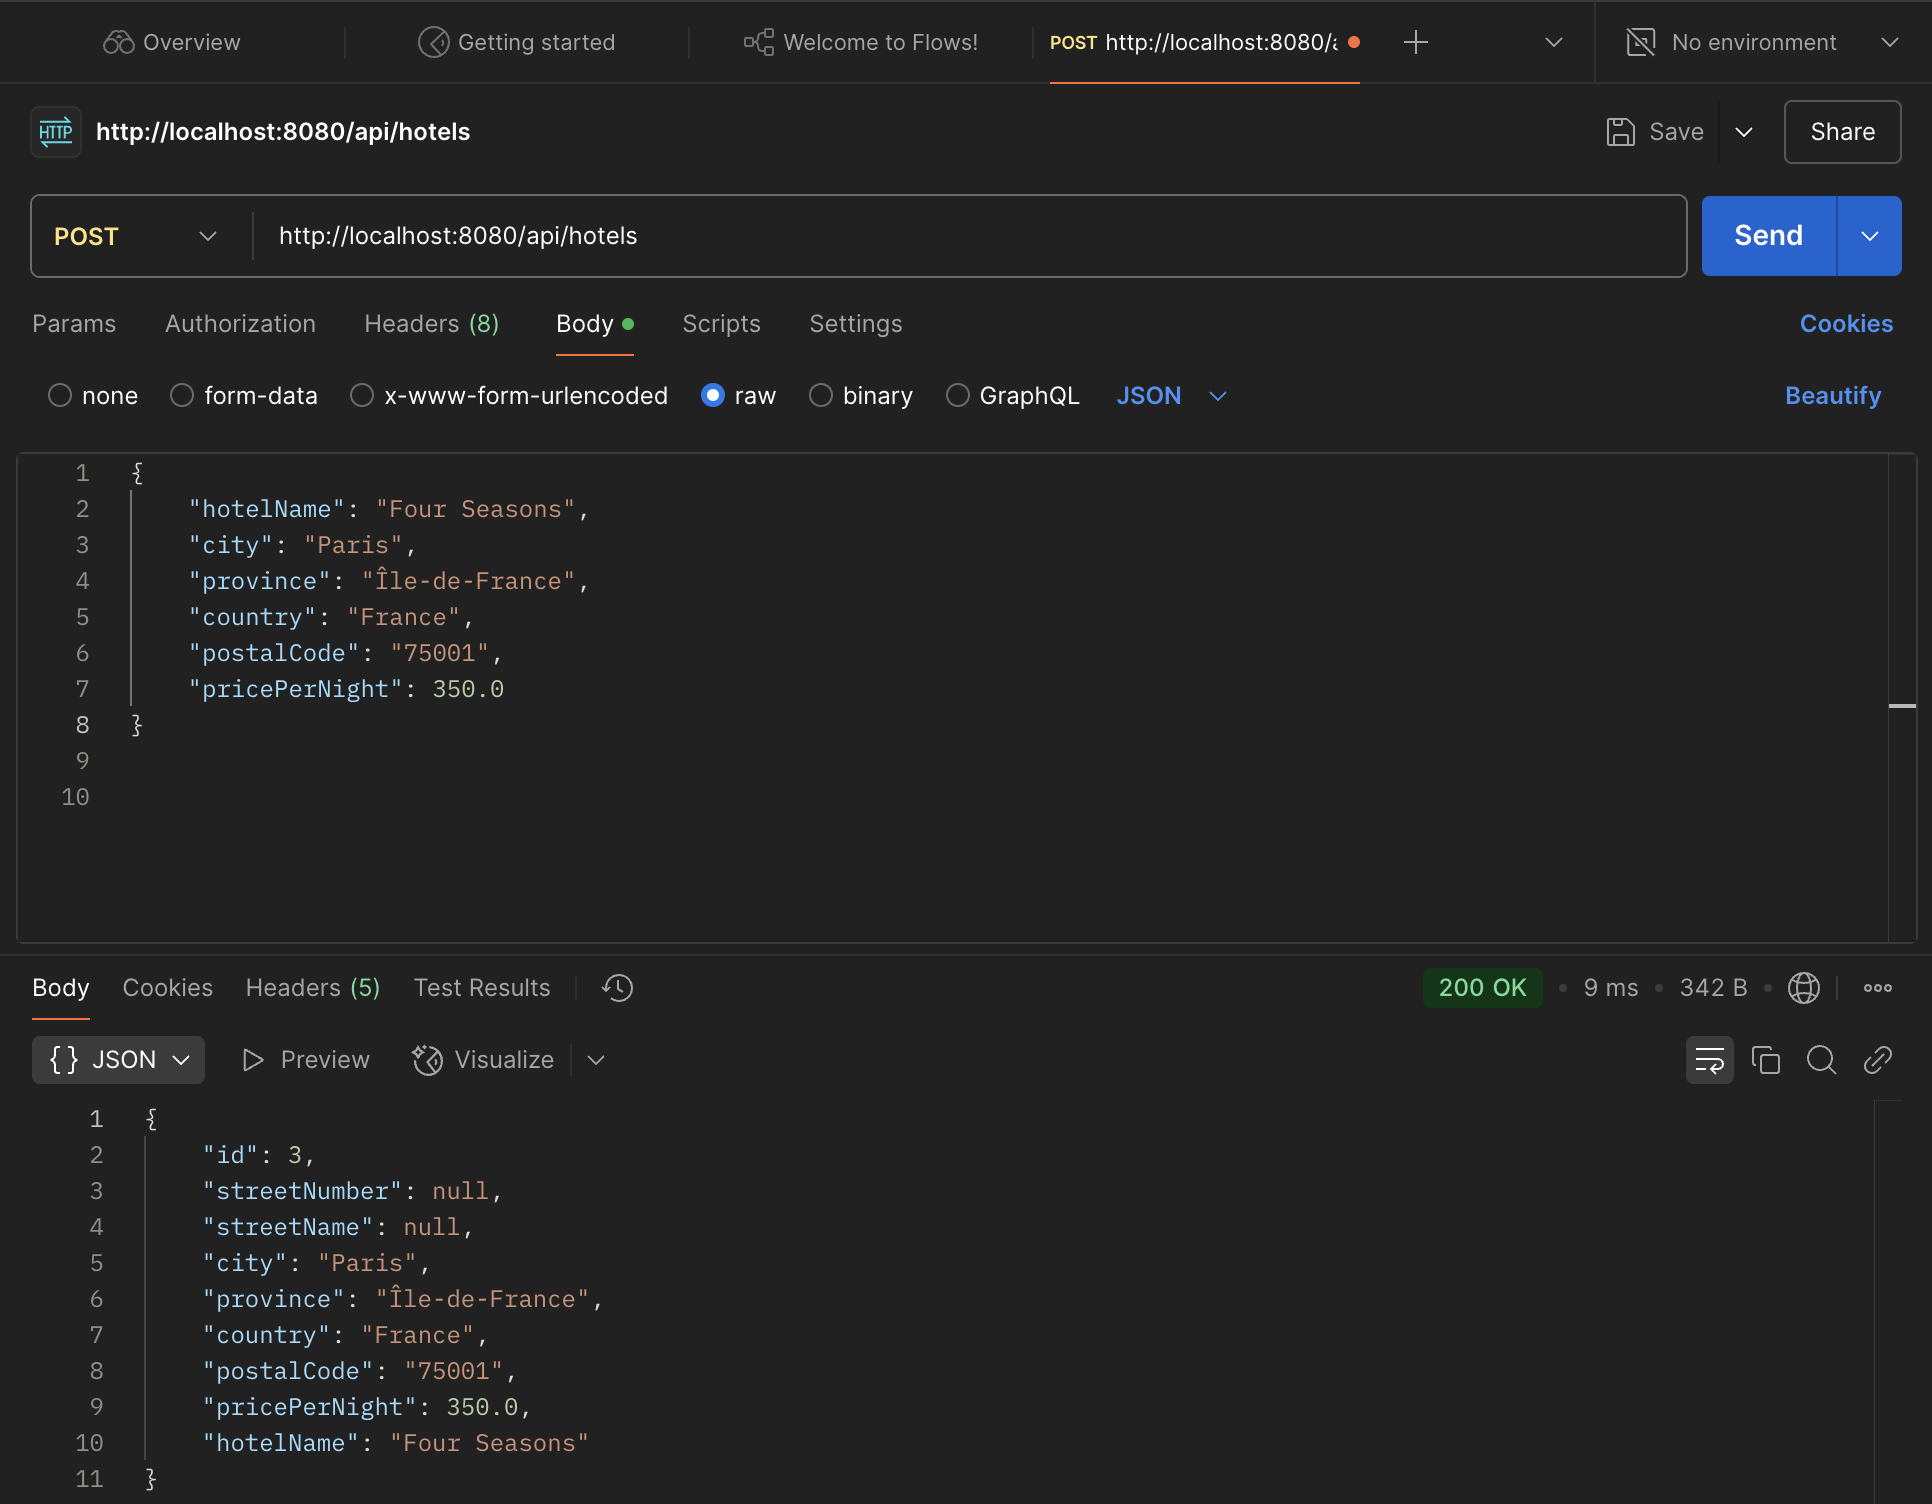 Overview
Getting started
Welcome to Flows!
POST http://localhost:8080/a
No environment
HTTP http://localhost:8080/api/hotels
Save
Share
POST
http://localhost:8080/api/hotels
Send
Params
Authorization
Headers (8)
Body
Scripts
Settings
Cookies
none
form-data
x-www-form-urlencoded
raw
binary
GraphQL
JSON
Beautify
1 {
2 "hotelName": "Four Seasons",
3 "city": "Paris",
4 "province": "Île-de-France",
5 "country": "France",
6 "postalCode": "75001",
7 "pricePerNight": 350.0
8 }
9
10
Body
Cookies
Headers (5)
Test Results
200 OK
9 ms
342 B
{} JSON
Preview
Visualize
1 {
2 "id": 3,
3 "streetNumber": null,
4 "streetName": null,
5 "city": "Paris",
6 "province": "Île-de-France",
7 "country": "France",
8 "postalCode": "75001",
9 "pricePerNight": 350.0,
10 "hotelName": "Four Seasons"
11 }